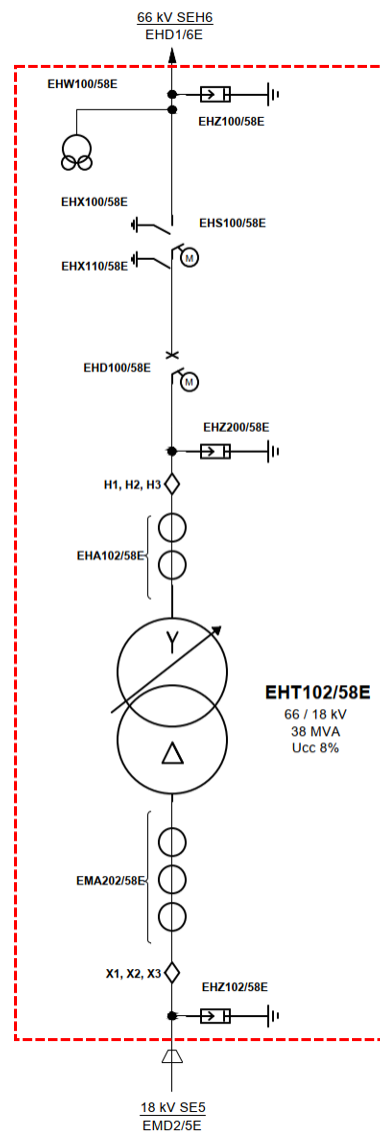 66 kV SEH6
EHD1/6E
EHW100/58E
EHZ100/58E
EHX100/58E
EHS100/58E
M
EHX110/58E
EHD100/58E
M
EHZ200/58E
H1, H2, H3
EHA102/58E
Y
EHT102/58E
66 / 18 kV
38 MVA
Ucc 8%
Δ
EMA202/58E
X1, X2, X3
EHZ102/58E
18 kV SE5
EMD2/5E